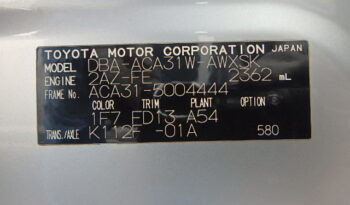 TOYOTA MOTOR CORPORATION JAPAN
MODEL DBA-ACA31W-AWXSK
ENGINE 2AZ-FE 2362 mL
FRAME No. ACA31-5004444
COLOR TRIM PLANT OPTION
1F7 FD13 A54
TRANS./AXLE K112F -01A 580